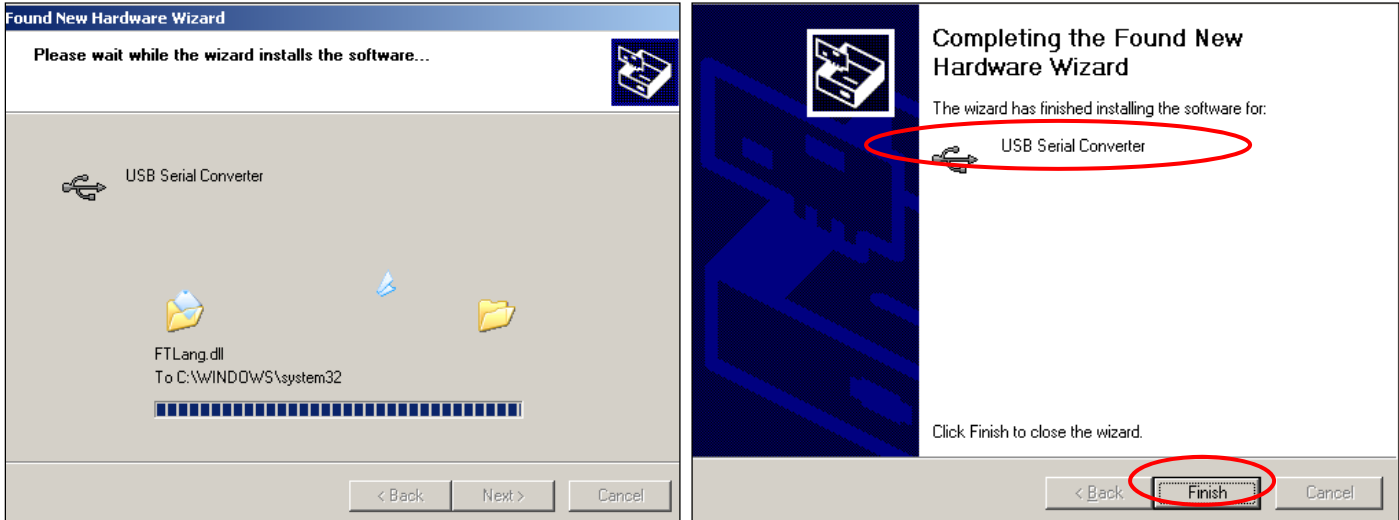 Found New Hardware Wizard
Please wait while the wizard installs the software...
USB Serial Converter
FTLang.dll
To C:\WINDOWS\system32
< Back
Next >
Cancel
Completing the Found New
Hardware Wizard
The wizard has finished installing the software for:
USB Serial Converter
Click Finish to close the wizard.
< Back
Finish
Cancel